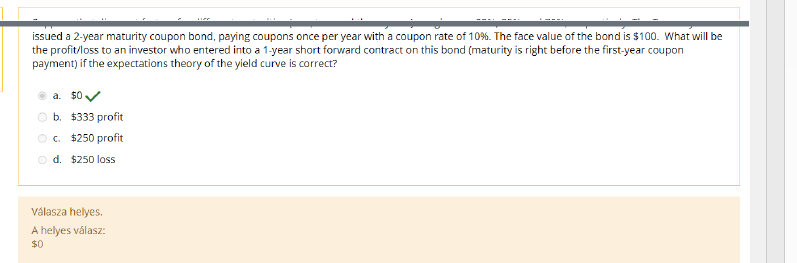 issued a 2-year maturity coupon bond, paying coupons once per year with a coupon rate of 10%. The face value of the bond is $100. What will be
the profit/loss to an investor who entered into a 1-year short forward contract on this bond (maturity is right before the first-year coupon
payment) if the expectations theory of the yield curve is correct?
a. $0
b. $333 profit
c. $250 profit
d. $250 loss
Válasza helyes.
A helyes válasz:
$0